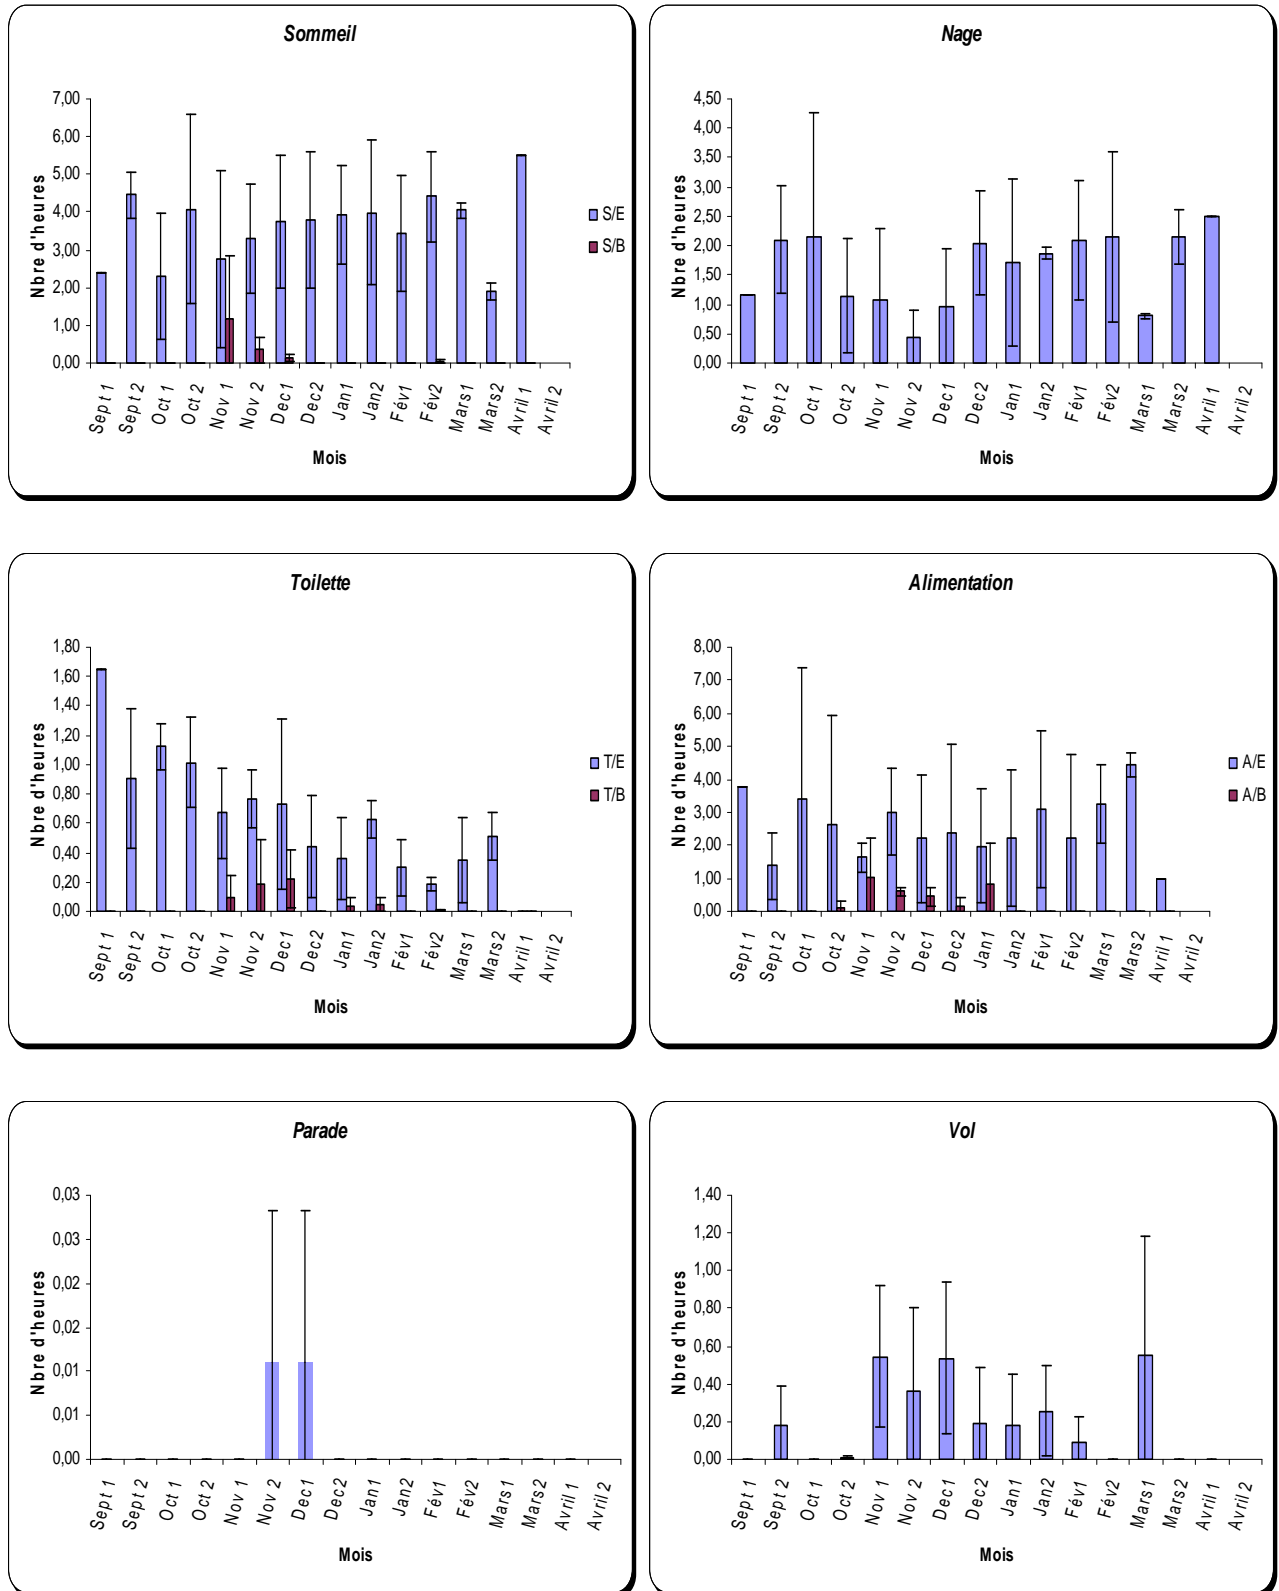 Sommeil
Nbre d'heures
7,00
6,00
5,00
4,00
3,00
2,00
1,00
0,00
Sept 1 Sept 2 Oct 1 Oct 2 Nov 1 Nov 2 Dec1 Dec2 Jan1 Jan2 Fév1 Fév2 Mars1 Mars2 Avril 1 Avril 2
Mois
S/E
S/B
Nage
Nbre d'heures
4,50
4,00
3,50
3,00
2,50
2,00
1,50
1,00
0,50
0,00
Sept 1 Sept 2 Oct 1 Oct 2 Nov 1 Nov 2 Dec1 Dec2 Jan1 Jan2 Fév1 Fév2 Mars1 Mars2 Avril 1 Avril 2
Mois
Toilette
Nbre d'heures
1,80
1,60
1,40
1,20
1,00
0,80
0,60
0,40
0,20
0,00
Sept 1 Sept 2 Oct 1 Oct 2 Nov 1 Nov 2 Dec1 Dec2 Jan1 Jan2 Fév1 Fév2 Mars1 Mars2 Avril 1 Avril 2
Mois
T/E
T/B
Alimentation
Nbre d'heures
8,00
7,00
6,00
5,00
4,00
3,00
2,00
1,00
0,00
Sept 1 Sept 2 Oct 1 Oct 2 Nov 1 Nov 2 Dec1 Dec2 Jan1 Jan2 Fév1 Fév2 Mars1 Mars2 Avril 1 Avril 2
Mois
A/E
A/B
Parade
Nbre d'heures
0,03
0,03
0,02
0,02
0,01
0,01
0,00
Sept 1 Sept 2 Oct 1 Oct 2 Nov 1 Nov 2 Dec1 Dec2 Jan1 Jan2 Fév1 Fév2 Mars1 Mars2 Avril 1 Avril 2
Mois
Vol
Nbre d'heures
1,40
1,20
1,00
0,80
0,60
0,40
0,20
0,00
Sept 1 Sept 2 Oct 1 Oct 2 Nov 1 Nov 2 Dec1 Dec2 Jan1 Jan2 Fév1 Fév2 Mars1 Mars2 Avril 1 Avril 2
Mois